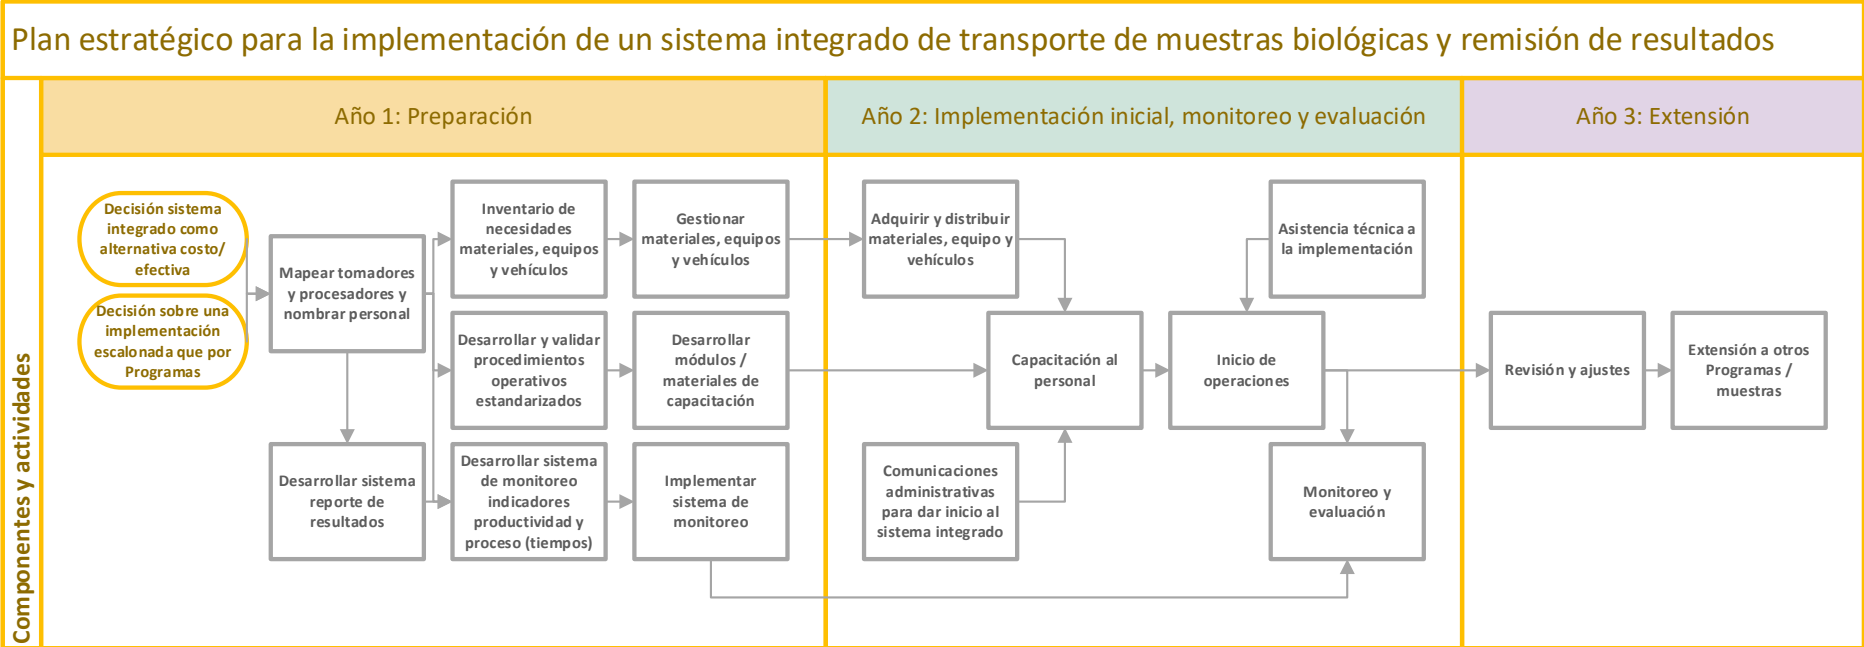 Plan estratégico para la implementación de un sistema integrado de transporte de muestras biológicas y remisión de resultados
Componentes y actividades
Año 1: Preparación
Año 2: Implementación inicial, monitoreo y evaluación
Año 3: Extensión
Decisión sistema
integrado como
alternativa costo/
efectiva
Decisión sobre una
implementación
escalonada que por
Programas
Mapear tomadores
y procesadores y
nombrar personal
Desarrollar sistema
reporte de
resultados
Inventario de
necesidades
materiales, equipos
y vehículos
Gestionar
materiales, equipos
y vehículos
Desarrollar y validar
procedimientos
operativos
estandarizados
Desarrollar
módulos /
materiales de
capacitación
Desarrollar sistema
de monitoreo
indicadores
productividad y
proceso (tiempos)
Implementar
sistema de
monitoreo
Adquirir y distribuir
materiales, equipo y
vehículos
Comunicaciones
administrativas
para dar inicio al
sistema integrado
Capacitación al
personal
Inicio de
operaciones
Asistencia técnica a
la implementación
Monitoreo y
evaluación
Revisión y ajustes
Extensión a otros
Programas /
muestras